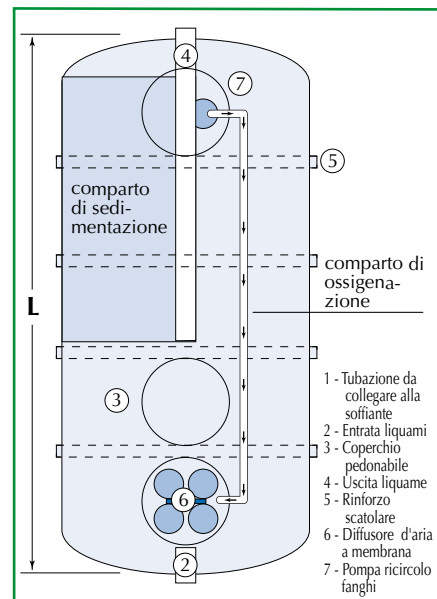 4
7
5
comparto
di sedi-
mentazione
comparto di
ossigena-
zione
L
3
6
2
1 - Tubazione da
collegare alla
soffiante
2 - Entrata liquami
3 - Coperchio
pedonabile
4 - Uscita liquame
5 - Rinforzo
scatolare
6 - Diffusore d'aria
a membrana
7 - Pompa ricircolo
fanghi